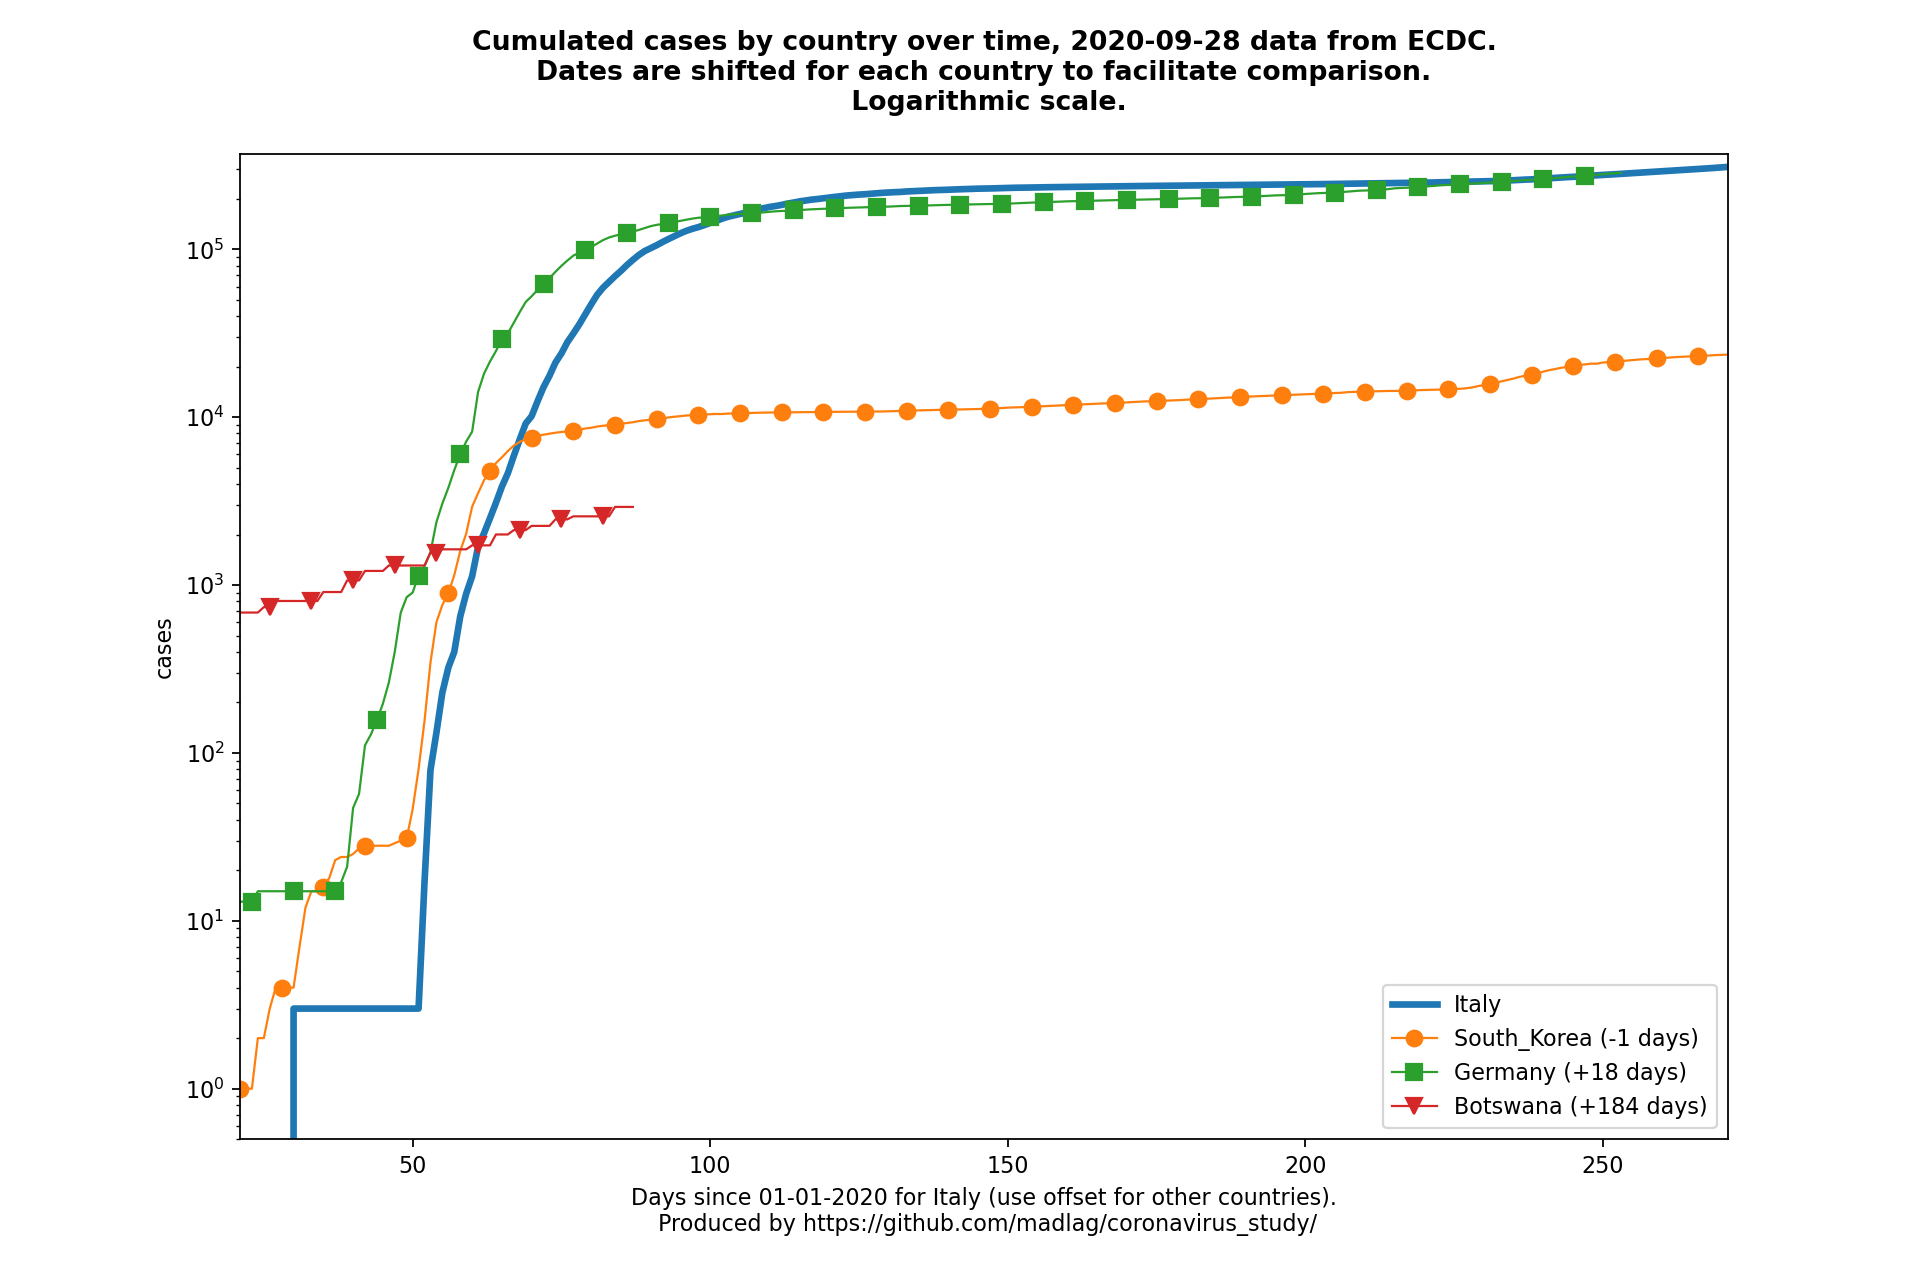 Cumulated cases by country over time, 2020-09-28 data from ECDC.
Dates are shifted for each country to facilitate comparison.
Logarithmic scale.
10^5
10^4
10^3
10^2
10^1
10^0
cases
Italy
South_Korea (-1 days)
Germany (+18 days)
Botswana (+184 days)
50 100 150 200 250
Days since 01-01-2020 for Italy (use offset for other countries).
Produced by https://github.com/madlag/coronavirus_study/